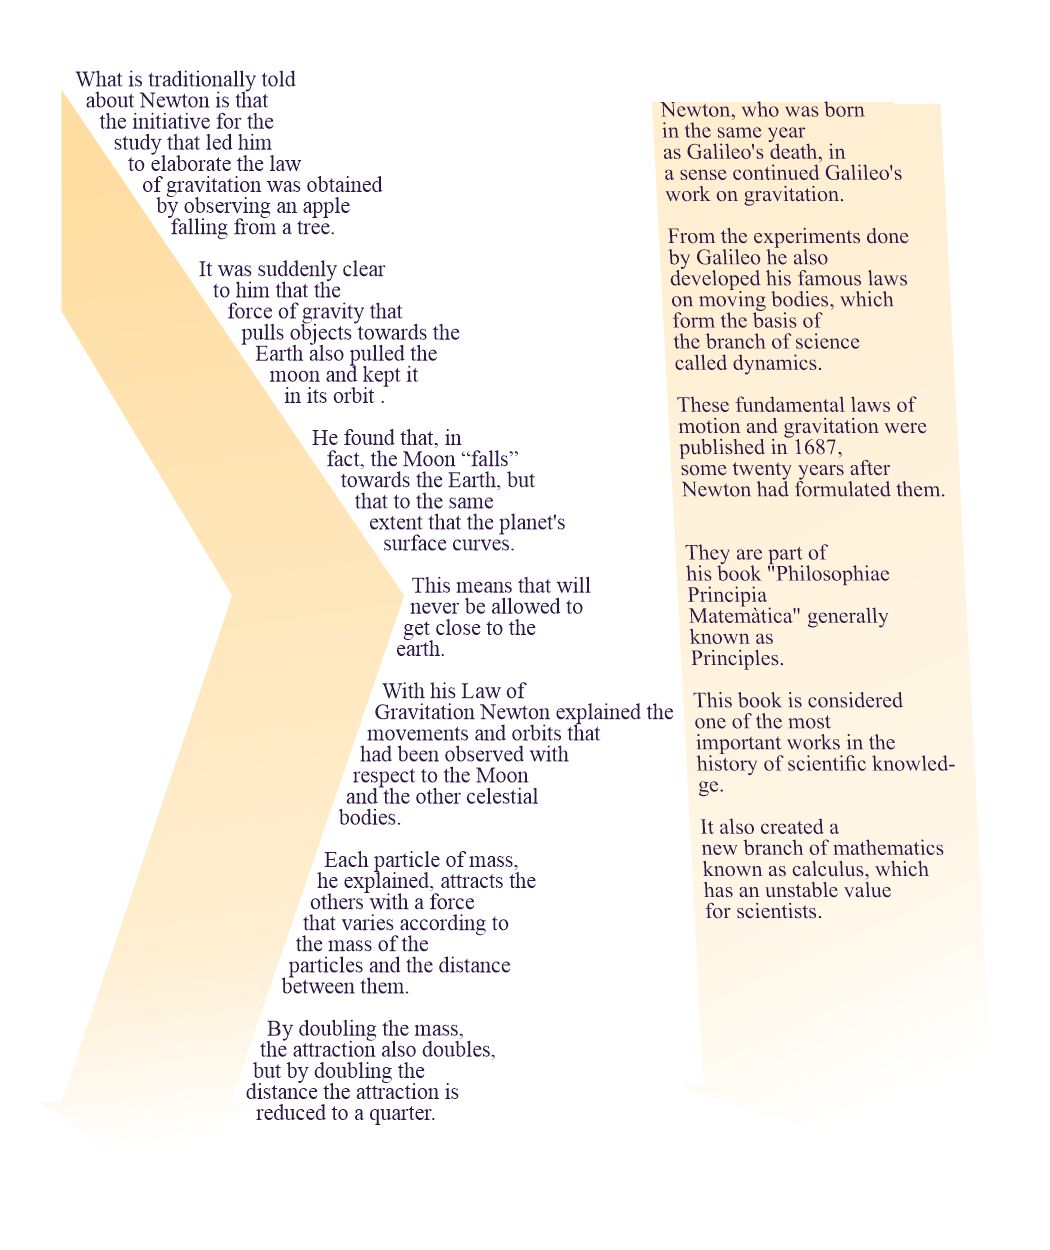 What is traditionally told
about Newton is that
the initiative for the
study that led him
to elaborate the law
of gravitation was obtained
by observing an apple
falling from a tree.
It was suddenly clear
to him that the
force of gravity that
pulls objects towards the
Earth also pulled the
moon and kept it
in its orbit .
He found that, in
fact, the Moon “falls”
towards the Earth, but
that to the same
extent that the planet's
surface curves.
This means that will
never be allowed to
get close to the
earth.
With his Law of
Gravitation Newton explained the
movements and orbits that
had been observed with
respect to the Moon
and the other celestial
bodies.
Each particle of mass,
he explained, attracts the
others with a force
that varies according to
the mass of the
particles and the distance
between them.
By doubling the mass,
the attraction also doubles,
but by doubling the
distance the attraction is
reduced to a quarter.
Newton, who was born
in the same year
as Galileo's death, in
a sense continued Galileo's
work on gravitation.
From the experiments done
by Galileo he also
developed his famous laws
on moving bodies, which
form the basis of
the branch of science
called dynamics.
These fundamental laws of
motion and gravitation were
published in 1687,
some twenty years after
Newton had formulated them.
They are part of
his book "Philosophiae
Principia
Matemàtica" generally
known as
Principles.
This book is considered
one of the most
important works in the
history of scientific knowled-
ge.
It also created a
new branch of mathematics
known as calculus, which
has an unstable value
for scientists.